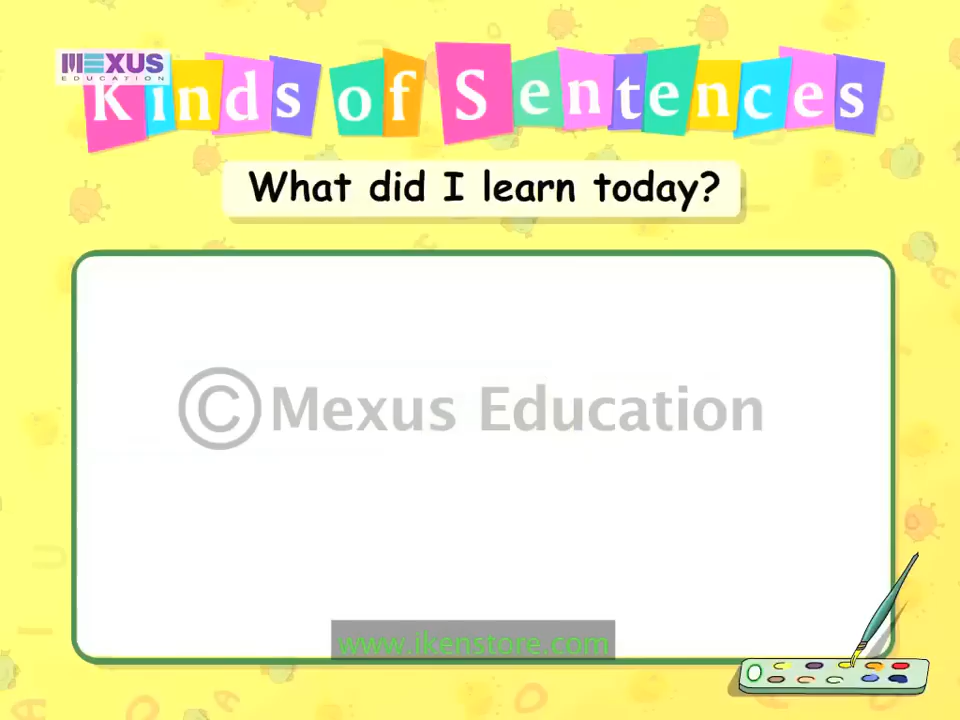 MEXUS
EDUCATION
Kinds of Sentences
What did I learn today?
© Mexus Education
www.ikenstore.com